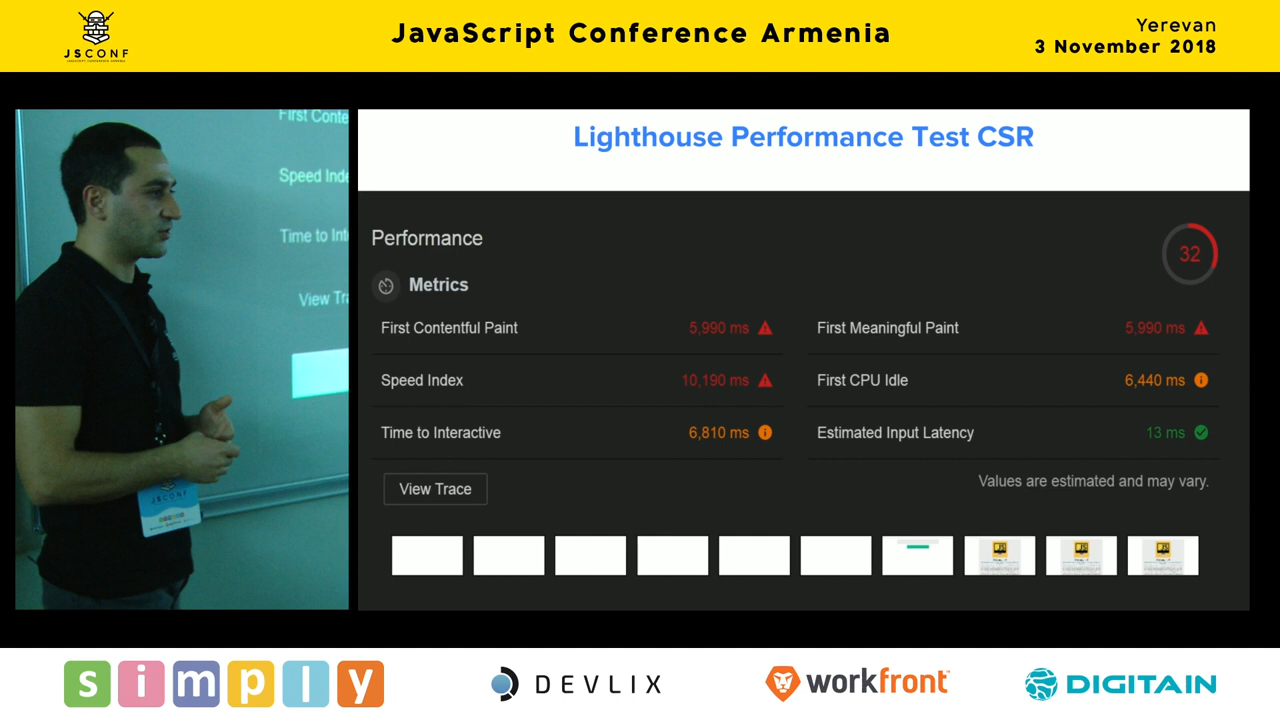 JSCONF
JavaScript Conference Armenia
Yerevan
3 November 2018
First Conte
Speed Inde
Time to Int
View Tra
JSCONF
Lighthouse Performance Test CSR
Performance
32
Metrics
First Contentful Paint 5,990 ms
First Meaningful Paint 5,990 ms
Speed Index 10,190 ms
First CPU Idle 6,440 ms
Time to Interactive 6,810 ms
Estimated Input Latency 13 ms
View Trace
Values are estimated and may vary.
simply
DEVLIX
workfront
DIGITAIN